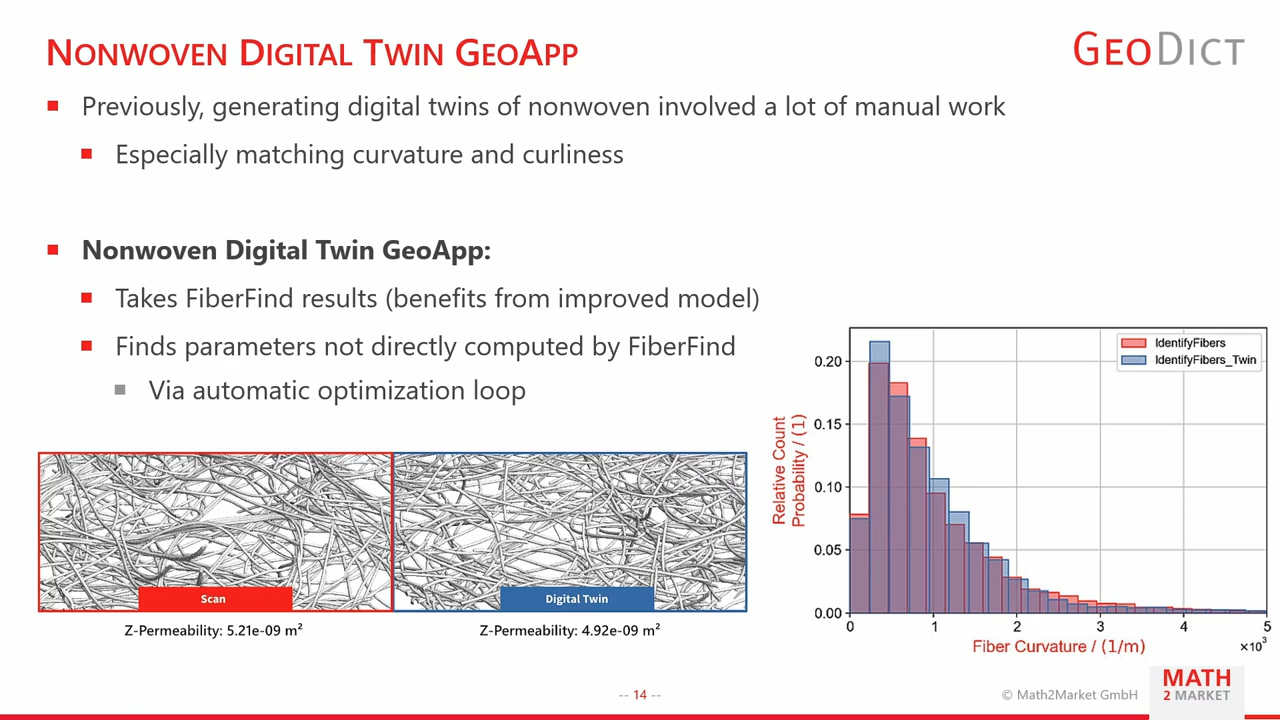 NONWOVEN DIGITAL TWIN GEOAPP
GEODICT
Previously, generating digital twins of nonwoven involved a lot of manual work
Especially matching curvature and curliness
Nonwoven Digital Twin GeoApp:
Takes FiberFind results (benefits from improved model)
Finds parameters not directly computed by FiberFind
Via automatic optimization loop
Scan
Digital Twin
Z-Permeability: 5.21e-09 m²
Z-Permeability: 4.92e-09 m²
IdentifyFibers
IdentifyFibers_Twin
Relative Count
Probability / (1)
0.20
0.15
0.10
0.05
0.00
0 1 2 3 4 5
×10³
Fiber Curvature / (1/m)
-- 14 --
© Math2Market GmbH
MATH
2 MARKET